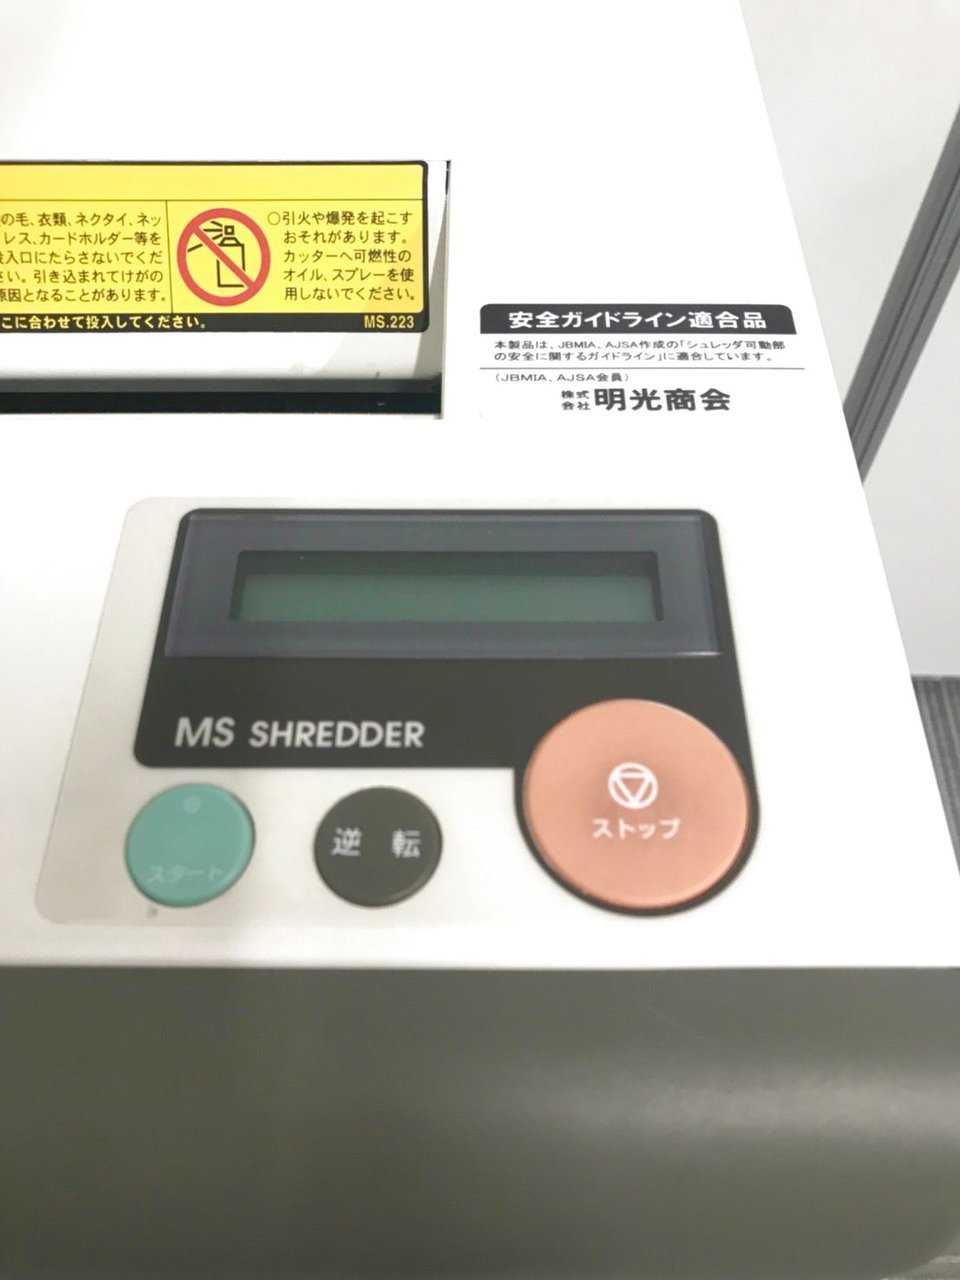 の毛、衣類、ネクタイ、ネッ
レス、カードホルダー等を
投入口にたらさないでくだ
さい。引き込まれてけがの
原因となることがあります。
○引火や爆発を起こす
おそれがあります。
カッターへ可燃性の
オイル、スプレーを使
用しないでください。
こに合わせて投入してください。
MS.223
安全ガイドライン適合品
本製品は、JBMIA、AJSA作成の「シュレッダ可動部
の安全に関するガイドライン」に適合しています。
(JBMIA、AJSA会員)
株式会社 明光商会
MS SHREDDER
スタート
逆 転
ストップ